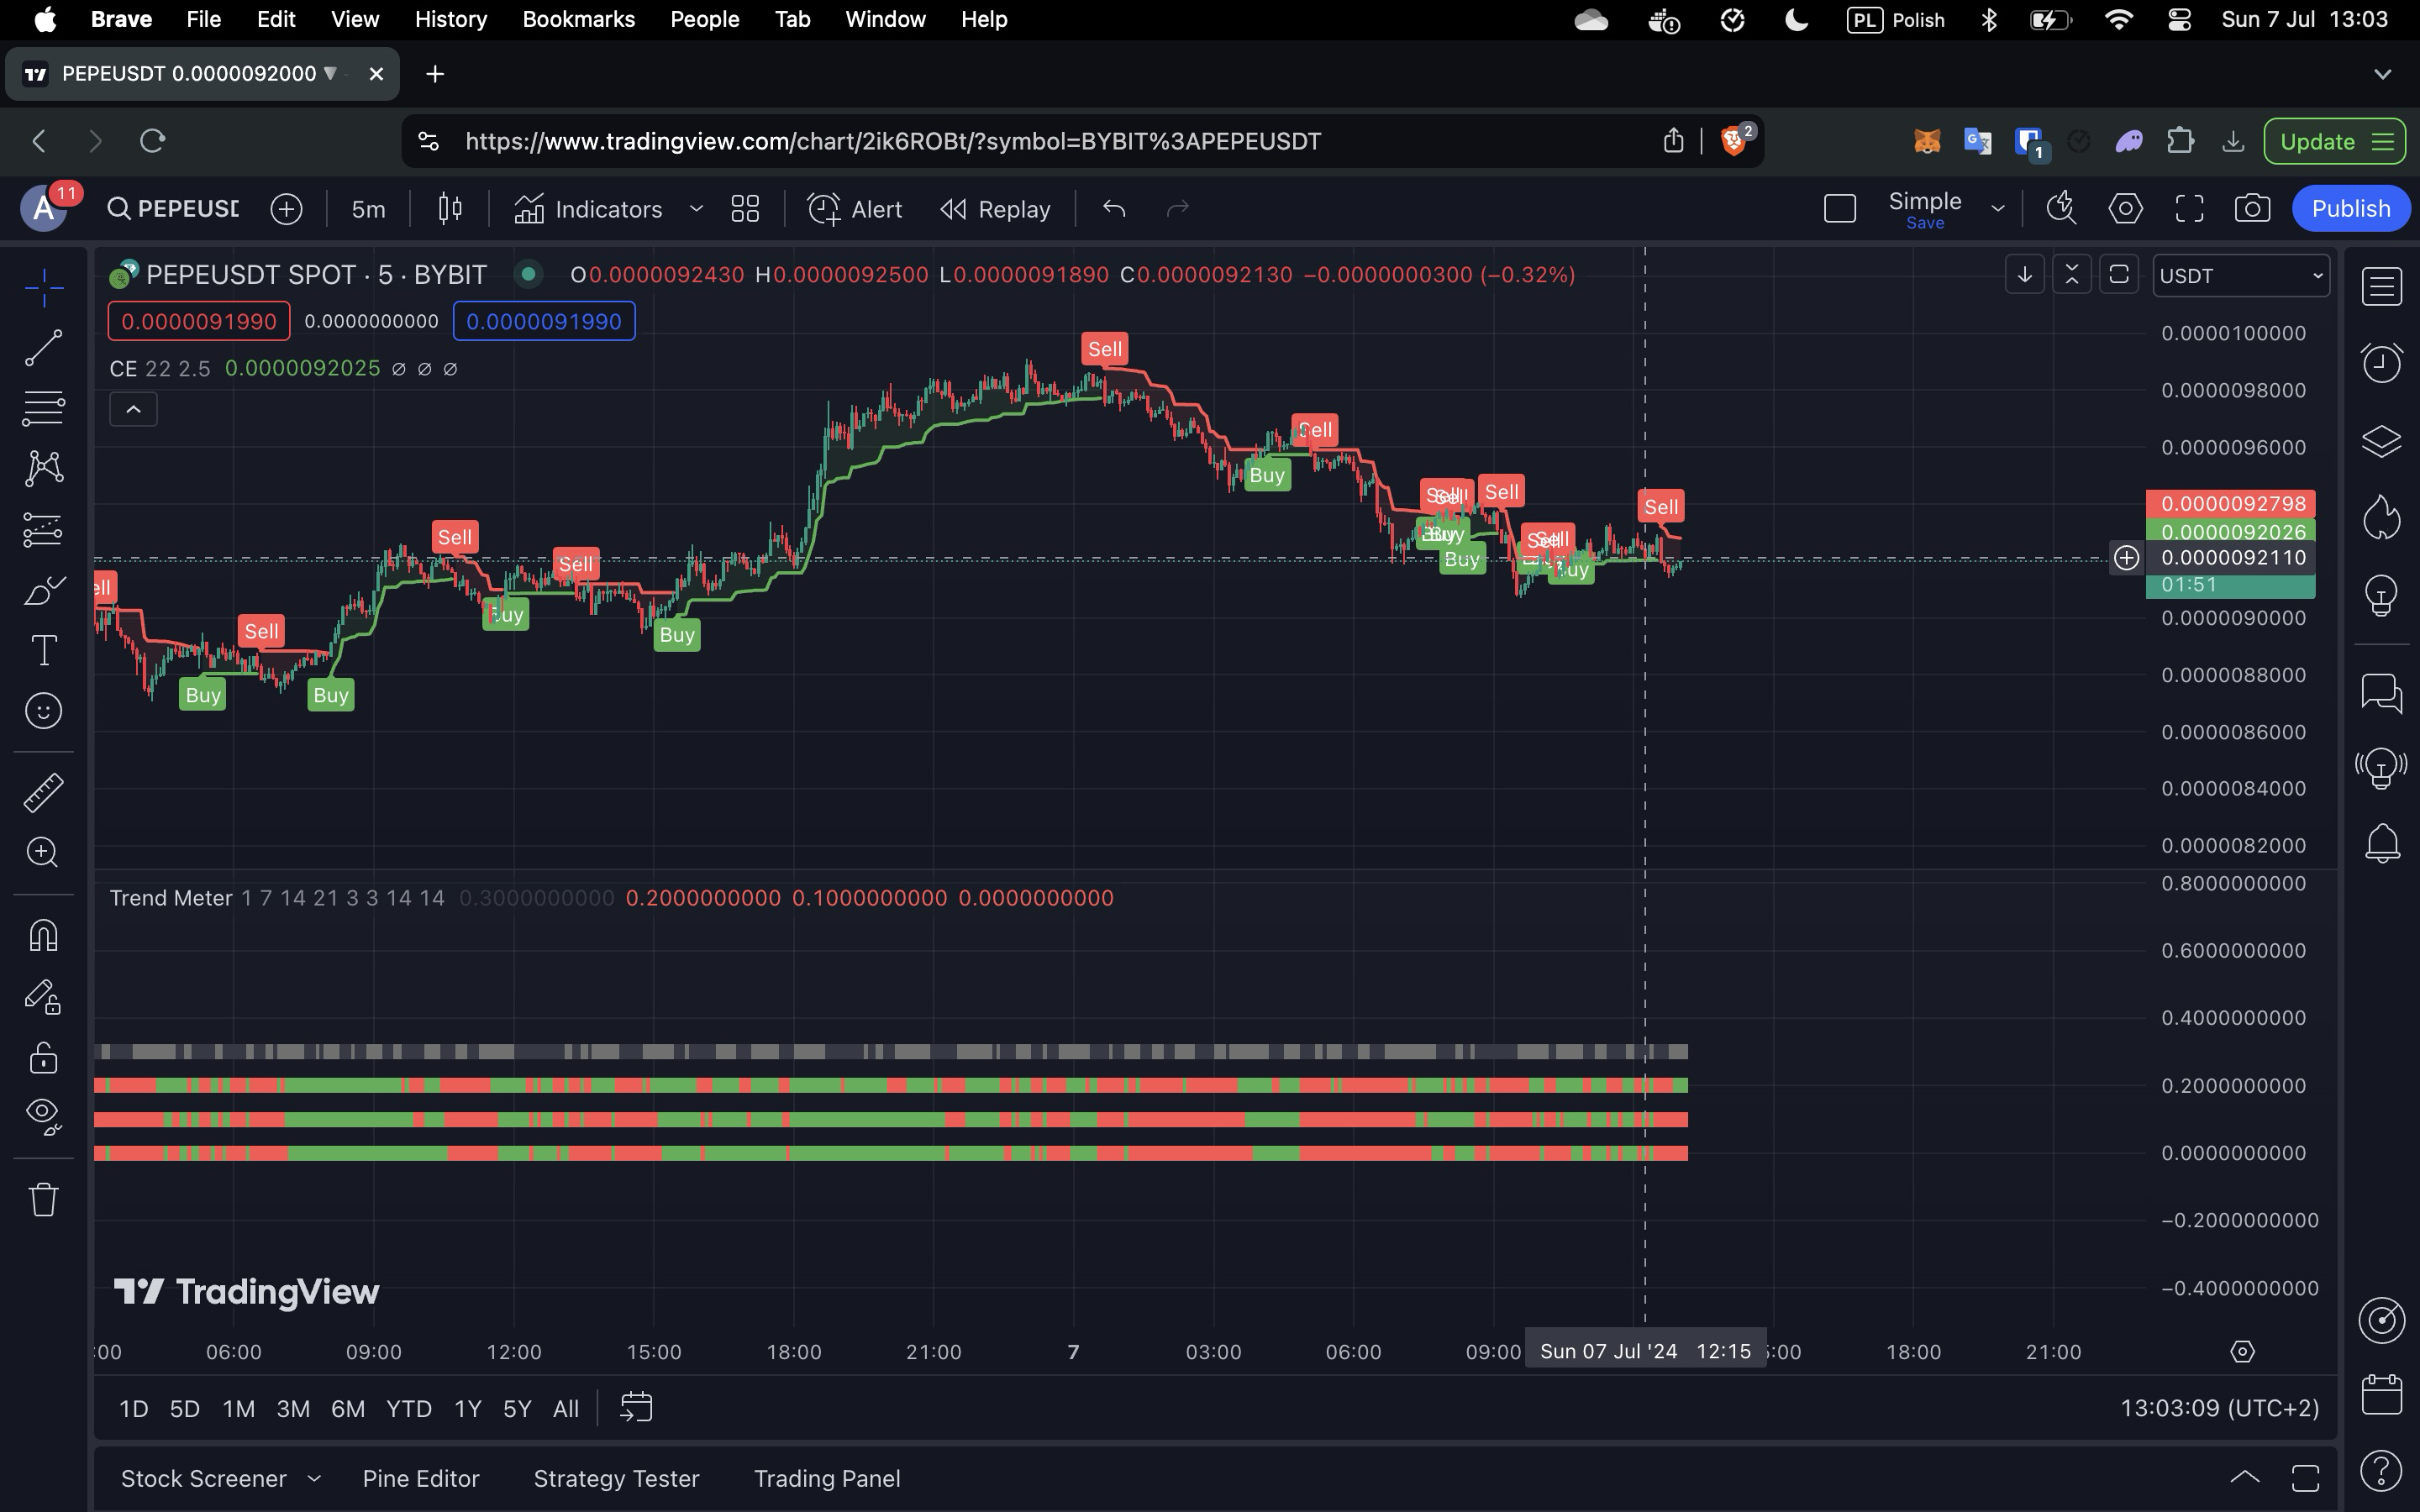 Brave File Edit View History Bookmarks People Tab Window Help PL Polish Sun 7 Jul 13:03
PEPEUSDT 0.0000092000 ▼
https://www.tradingview.com/chart/2ik6ROBt/?symbol=BYBIT%3APEPEUSDT 2 1 Update
A 11 PEPEUSD 5m Indicators Alert Replay Simple Save Publish
PEPEUSDT SPOT · 5 · BYBIT O0.0000092430 H0.0000092500 L0.0000091890 C0.0000092130 −0.0000000300 (−0.32%) USDT
0.0000091990 0.0000000000 0.0000091990
CE 22 2.5 0.0000092025 ∅ ∅ ∅
0.0000100000
Sell
0.0000098000
Sell
0.0000096000
Buy
Sell Sell Sell
0.0000092798
Sell
Sell
0.0000092026
Buy Buy
Sell Sell
0.0000092110
Sell
Buy Buy
ell
01:51
Buy
0.0000090000
Sell
Buy
0.0000088000
Buy
Buy
0.0000086000
0.0000084000
0.0000082000
Trend Meter 1 7 14 21 3 3 14 14 0.3000000000 0.2000000000 0.1000000000 0.0000000000
0.8000000000
0.6000000000
0.4000000000
0.2000000000
0.0000000000
−0.2000000000
−0.4000000000
TradingView
:00 06:00 09:00 12:00 15:00 18:00 21:00 7 03:00 06:00 09:00 Sun 07 Jul '24 12:15 5:00 18:00 21:00
1D 5D 1M 3M 6M YTD 1Y 5Y All 13:03:09 (UTC+2)
Stock Screener Pine Editor Strategy Tester Trading Panel